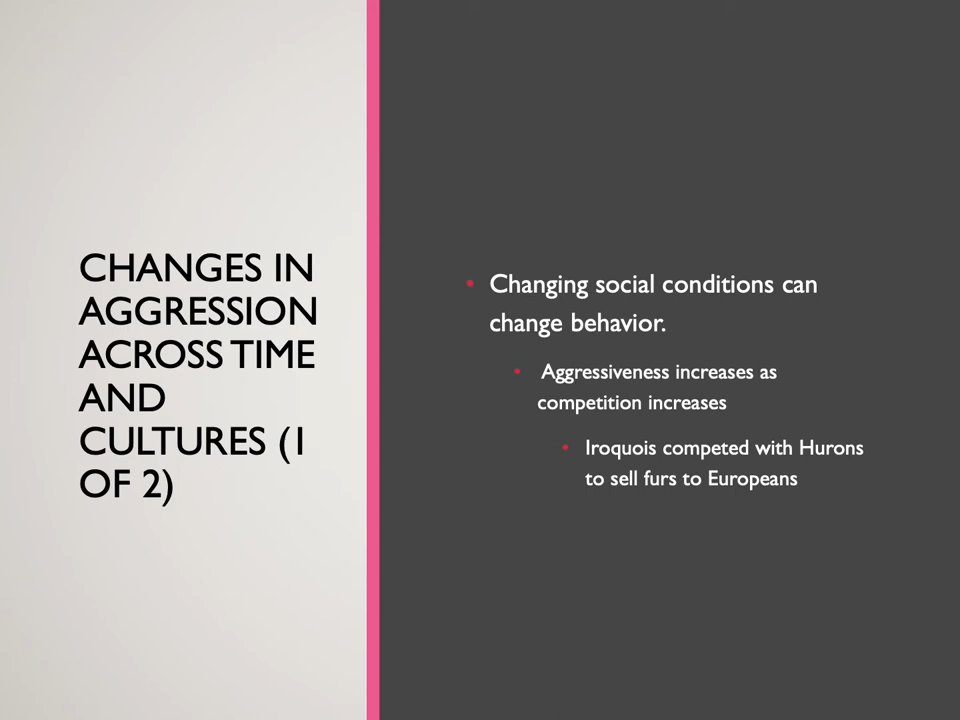 CHANGES IN
AGGRESSION
ACROSS TIME
AND
CULTURES (1
OF 2)
• Changing social conditions can
change behavior.
• Aggressiveness increases as
competition increases
• Iroquois competed with Hurons
to sell furs to Europeans